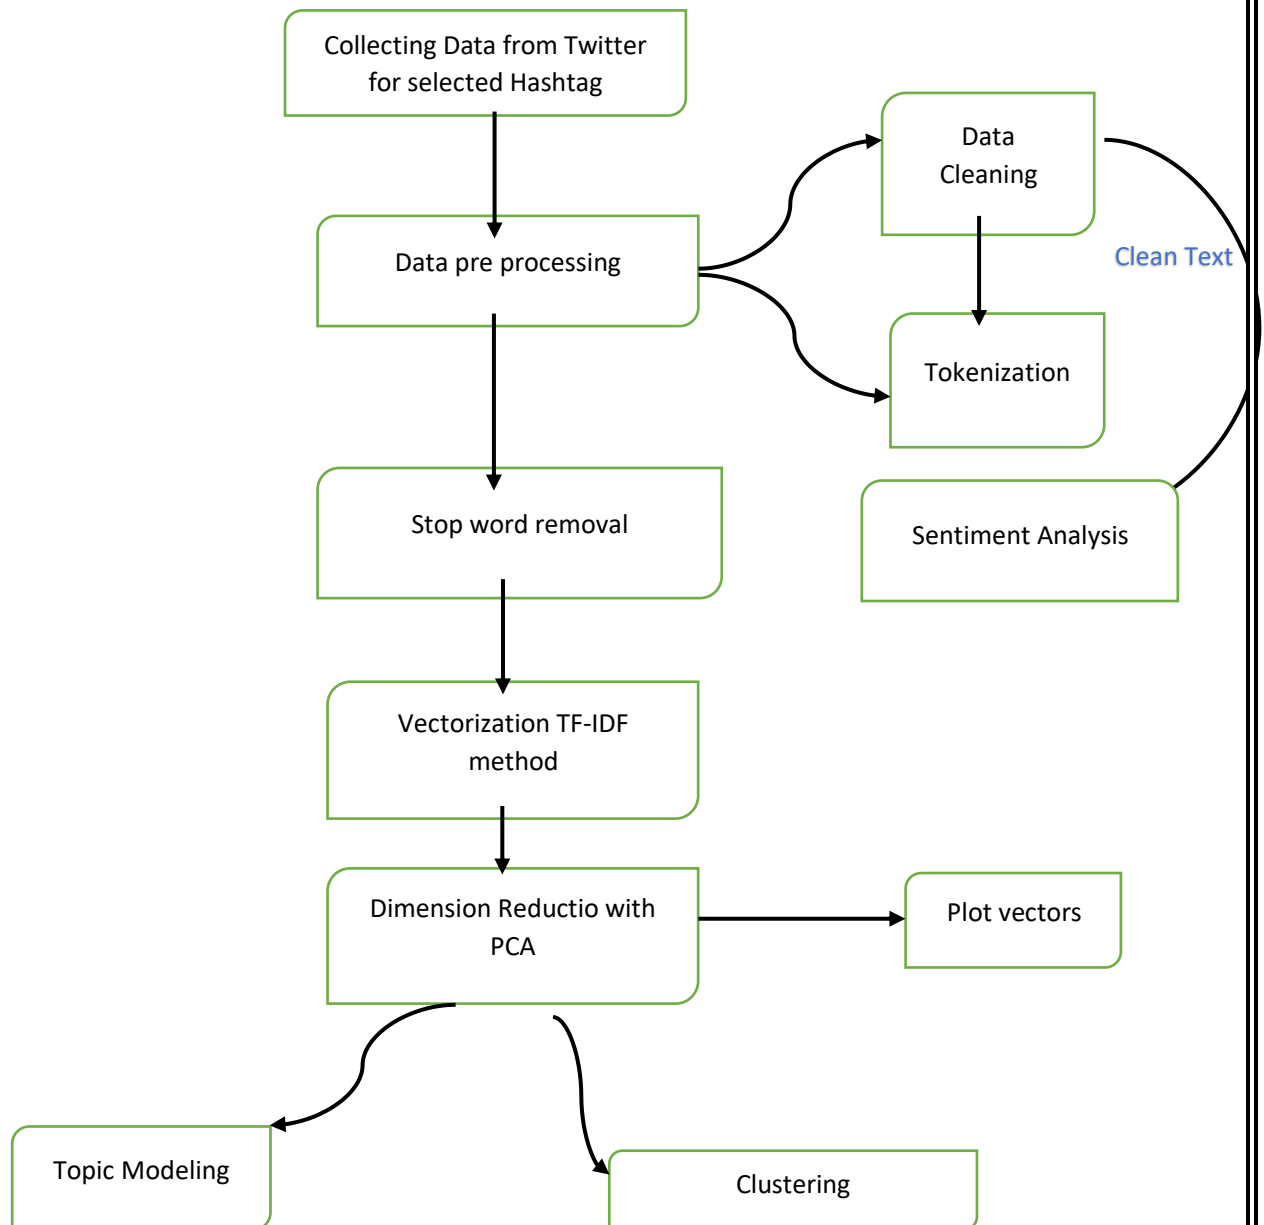 Collecting Data from Twitter
for selected Hashtag
Data
Cleaning
Data pre processing
Clean Text
Tokenization
Stop word removal
Sentiment Analysis
Vectorization TF-IDF
method
Dimension Reductio with
PCA
Plot vectors
Topic Modeling
Clustering